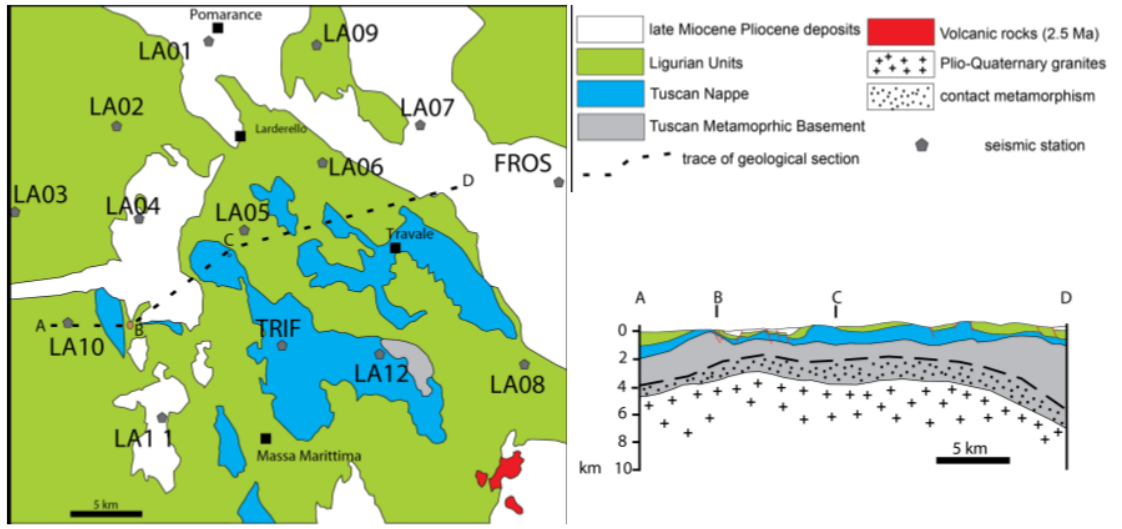 Pomarance
LA01
LA09
LA02
LA07
Larderello
LA06
FROS
D
LA03
LA04
LA05
C
Travale
A
B
LA10
TRIF
LA12
LA08
LA1 1
Massa Marittima
5 km
late Miocene Pliocene deposits
Ligurian Units
Tuscan Nappe
Tuscan Metamoprhic Basement
trace of geological section
Volcanic rocks (2.5 Ma)
Plio-Quaternary granites
contact metamorphism
seismic station
A B C D
0
2
4
6
8
km 10
5 km